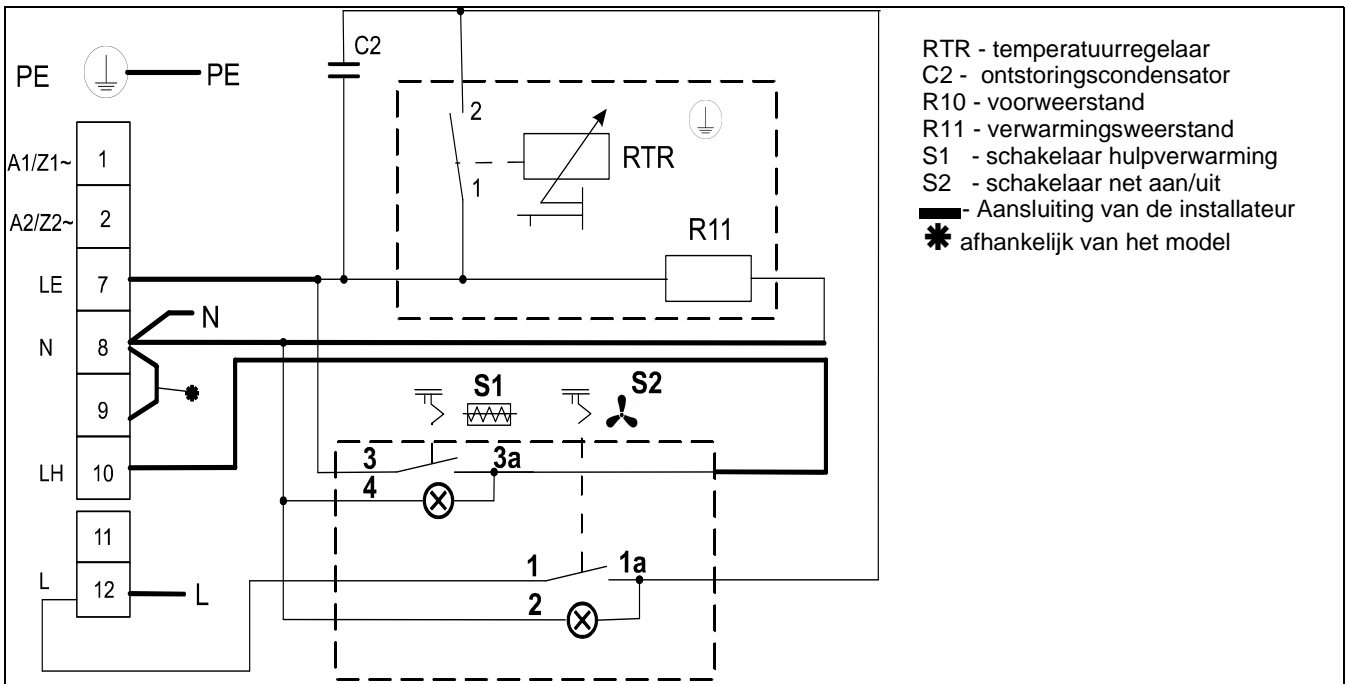 C2
PE PE
2
RTR
1
A1/Z1~ 1
A2/Z2~ 2
R11
LE 7
N
N 8
9
S1 S2
LH 10
3 3a
4
11
1 1a
L 12 L
2
RTR - temperatuurregelaar
C2 - ontstoringscondensator
R10 - voorweerstand
R11 - verwarmingsweerstand
S1 - schakelaar hulpverwarming
S2 - schakelaar net aan/uit
- Aansluiting van de installateur
✱ afhankelijk van het model